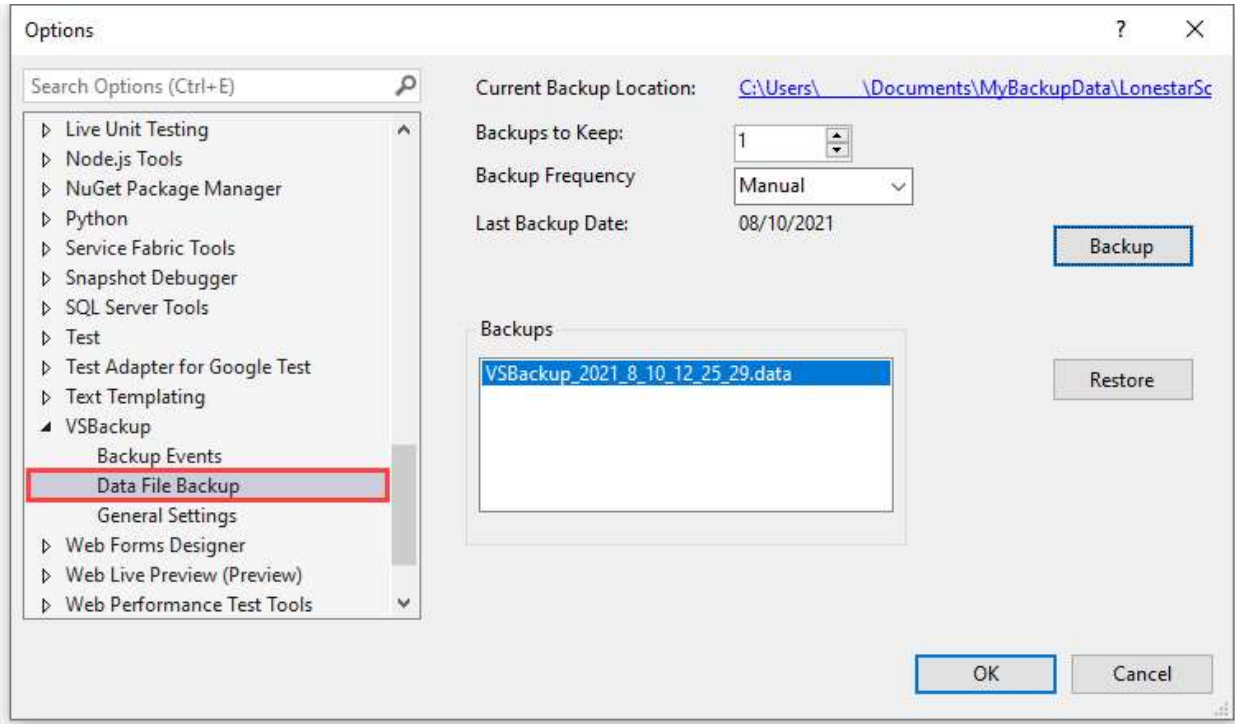 Options
?
Search Options (Ctrl+E)
Live Unit Testing
Node.js Tools
NuGet Package Manager
Python
Service Fabric Tools
Snapshot Debugger
SQL Server Tools
Test
Test Adapter for Google Test
Text Templating
VSBackup
Backup Events
Data File Backup
General Settings
Web Forms Designer
Web Live Preview (Preview)
Web Performance Test Tools
Current Backup Location: C:\Users\ \Documents\MyBackupData\LonestarSc
Backups to Keep: 1
Backup Frequency Manual
Last Backup Date: 08/10/2021
Backup
Backups
VSBackup_2021_8_10_12_25_29.data
Restore
OK Cancel